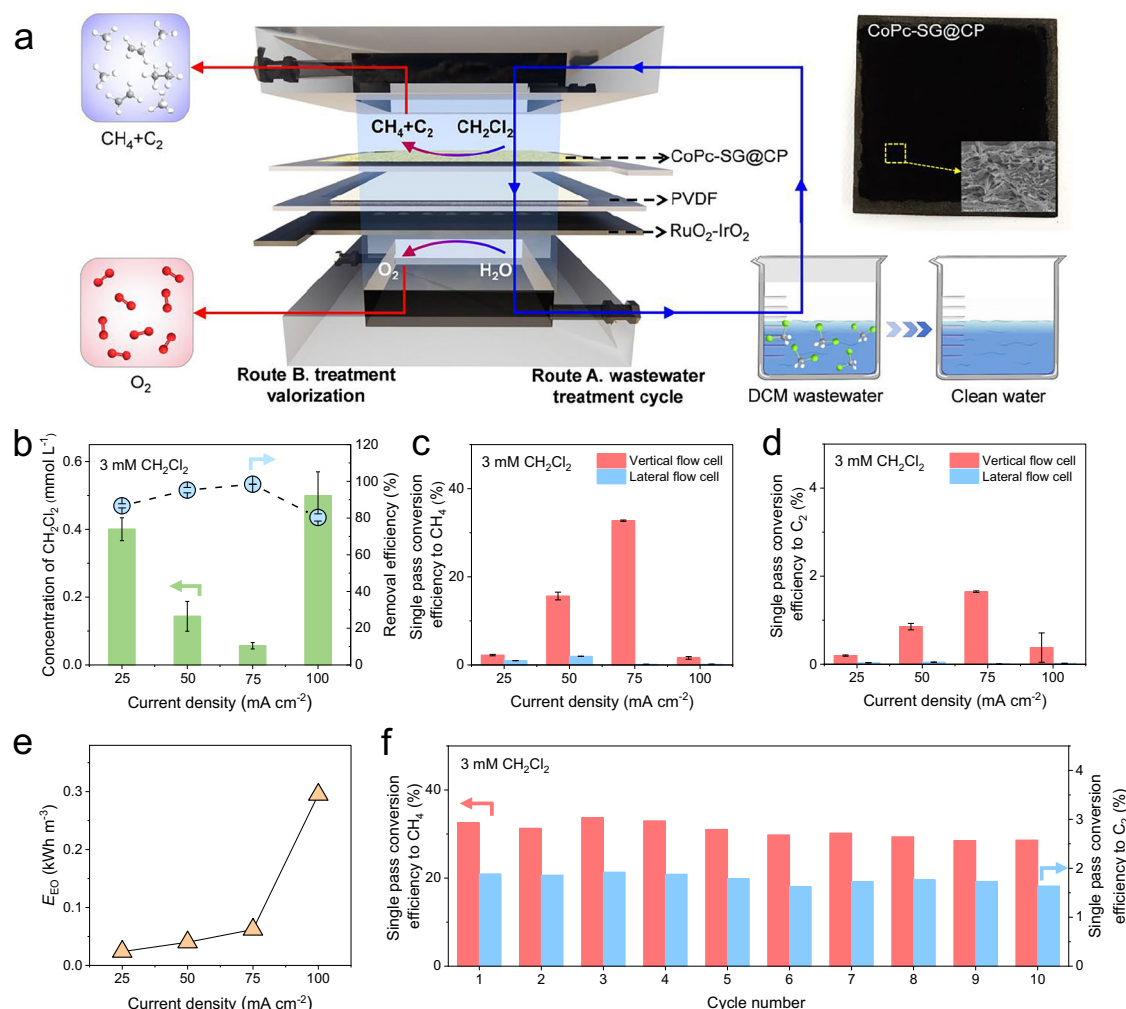 a
CH₄+C₂
O₂
CH₄+C₂
CH₂Cl₂
CoPc-SG@CP
PVDF
RuO₂-IrO₂
O₂
H₂O
Route B. treatment
valorization
Route A. wastewater
treatment cycle
CoPc-SG@CP
DCM wastewater
Clean water
b
3 mM CH₂Cl₂
Concentration of CH₂Cl₂ (mmol L⁻¹)
0.6
0.4
0.2
0.0
120
100
80
60
40
20
0
Removal efficiency (%)
25
50
75
100
Current density (mA cm⁻²)
c
3 mM CH₂Cl₂
Vertical flow cell
Lateral flow cell
Single pass conversion
efficiency to CH₄ (%)
40
20
0
25
50
75
100
Current density (mA cm⁻²)
d
3 mM CH₂Cl₂
Vertical flow cell
Lateral flow cell
Single pass conversion
efficiency to C₂ (%)
4
2
0
25
50
75
100
Current density (mA cm⁻²)
e
E_EO (kWh m⁻³)
0.3
0.2
0.1
0.0
25
50
75
100
Current density (mA cm⁻²)
f
3 mM CH₂Cl₂
Single pass conversion
efficiency to CH₄ (%)
40
20
0
4
3
2
1
0
Single pass conversion
efficiency to C₂ (%)
1
2
3
4
5
6
7
8
9
10
Cycle number